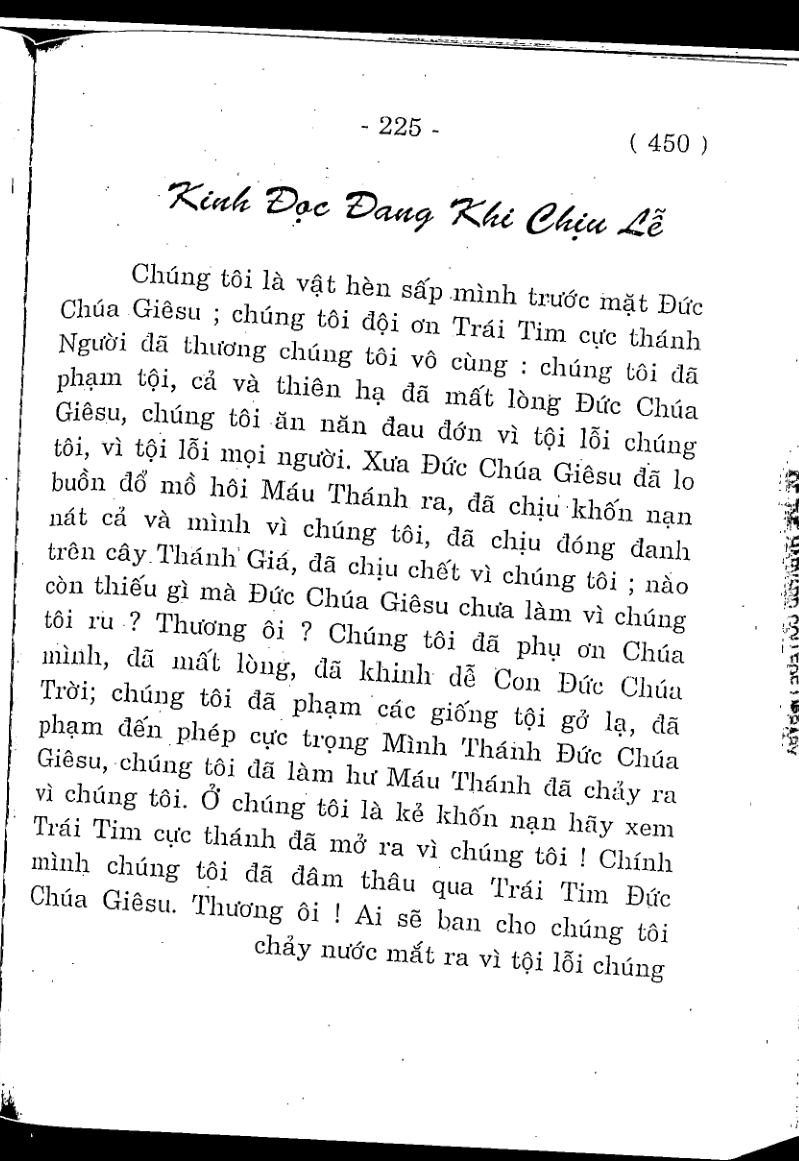 - 225 -
( 450 )
Kinh Đọc Đang Khi Chịu Lễ
Chúng tôi là vật hèn sấp mình trước mặt Đức
Chúa Giêsu ; chúng tôi đội ơn Trái Tim cực thánh
Người đã thương chúng tôi vô cùng : chúng tôi đã
phạm tội, cả và thiên hạ đã mất lòng Đức Chúa
Giêsu, chúng tôi ăn năn đau đớn vì tội lỗi chúng
tôi, vì tội lỗi mọi người. Xưa Đức Chúa Giêsu đã lo
buồn đổ mồ hôi Máu Thánh ra, đã chịu khốn nạn
nát cả và mình vì chúng tôi, đã chịu đóng đanh
trên cây Thánh Giá, đã chịu chết vì chúng tôi ; nào
còn thiếu gì mà Đức Chúa Giêsu chưa làm vì chúng
tôi ru ? Thương ôi ? Chúng tôi đã phụ ơn Chúa
mình, đã mất lòng, đã khinh dễ Con Đức Chúa
Trời; chúng tôi đã phạm các giống tội gở lạ, đã
phạm đến phép cực trọng Mình Thánh Đức Chúa
Giêsu, chúng tôi đã làm hư Máu Thánh đã chảy ra
vì chúng tôi. Ở chúng tôi là kẻ khốn nạn hãy xem
Trái Tim cực thánh đã mở ra vì chúng tôi ! Chính
mình chúng tôi đã đâm thâu qua Trái Tim Đức
Chúa Giêsu. Thương ôi ! Ai sẽ ban cho chúng tôi
chảy nước mắt ra vì tội lỗi chúng